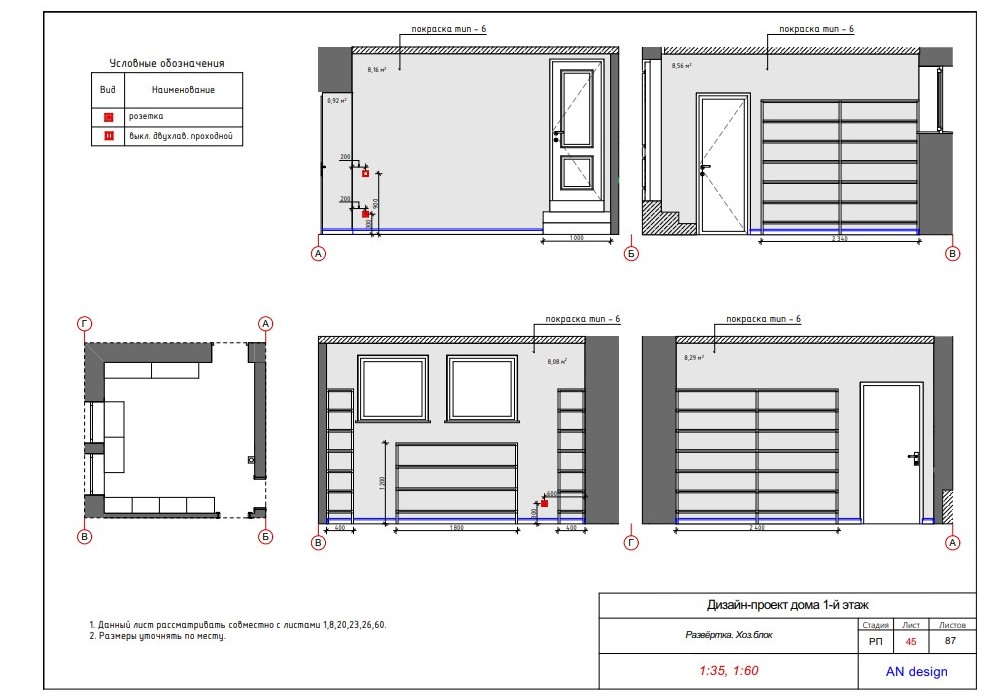 Условные обозначения
Вид Наименование
розетка
выкл. двухклав. проходной
покраска тип - 6
8,16 м²
0,92 м²
200
200
900
300
1 000
А
Б
покраска тип - 6
8,56 м²
2 340
В
Г
А
В
Б
покраска тип - 6
8,08 м²
1 200
600
300
400
1 800
400
В
Г
покраска тип - 6
8,29 м²
2 400
А
1. Данный лист рассматривать совместно с листами 1,8,20,23,26,60.
2. Размеры уточнять по месту.
Дизайн-проект дома 1-й этаж
Развёртка. Хоз.блок
Стадия Лист Листов
РП 45 87
1:35, 1:60
AN design